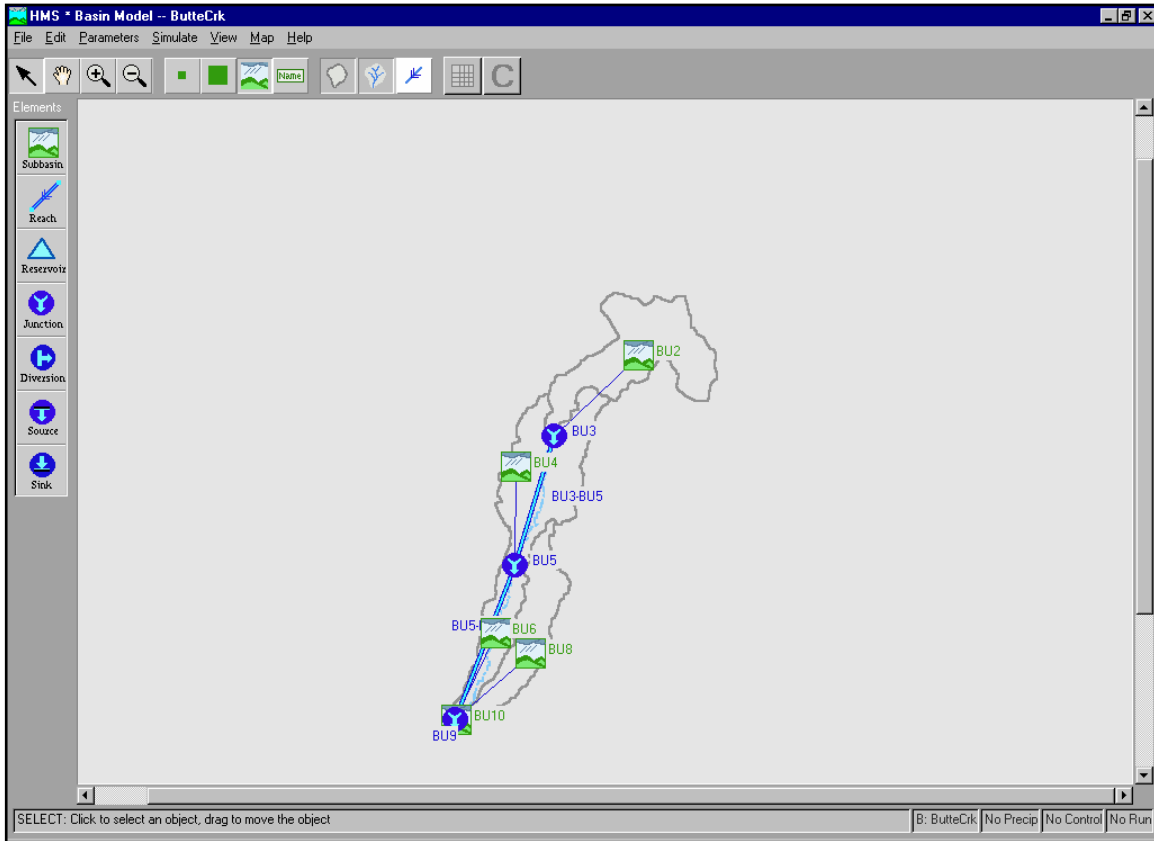 HMS * Basin Model -- ButteCrk
File Edit Parameters Simulate View Map Help
Name
C
Elements
Subbasin
Reach
Reservoir
Junction
Diversion
Source
Sink
BU2
BU3
BU4
BU3-BU5
BU5
BU5-
BU6
BU8
BU10
BU9
SELECT: Click to select an object, drag to move the object
B: ButteCrk No Precip No Control No Run